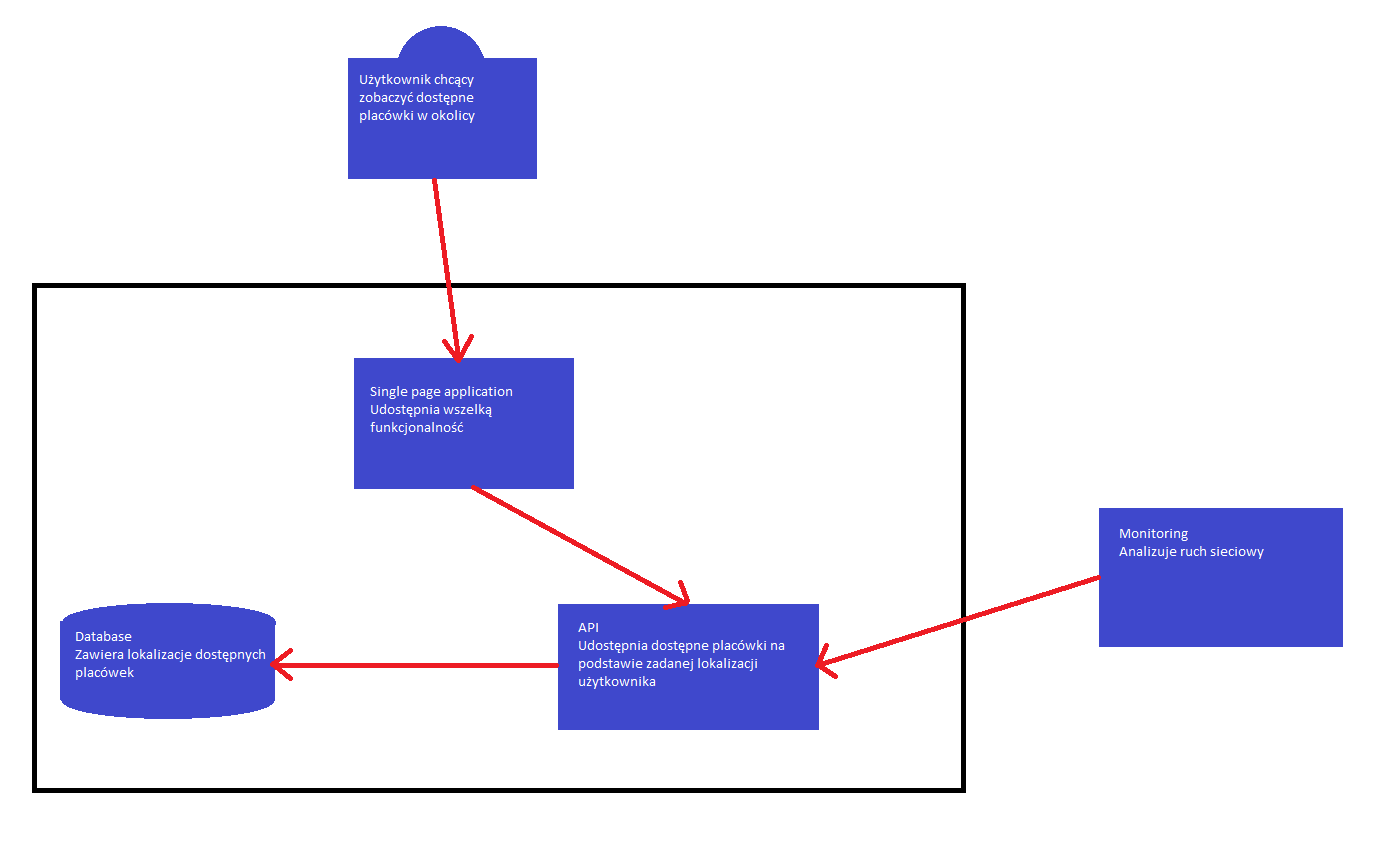 Użytkownik chcący
zobaczyć dostępne
placówki w okolicy
Single page application
Udostępnia wszelką
funkcjonalność
Monitoring
Analizuje ruch sieciowy
API
Udostępnia dostępne placówki na
podstawie zadanej lokalizacji
użytkownika
Database
Zawiera lokalizacje dostępnych
placówek